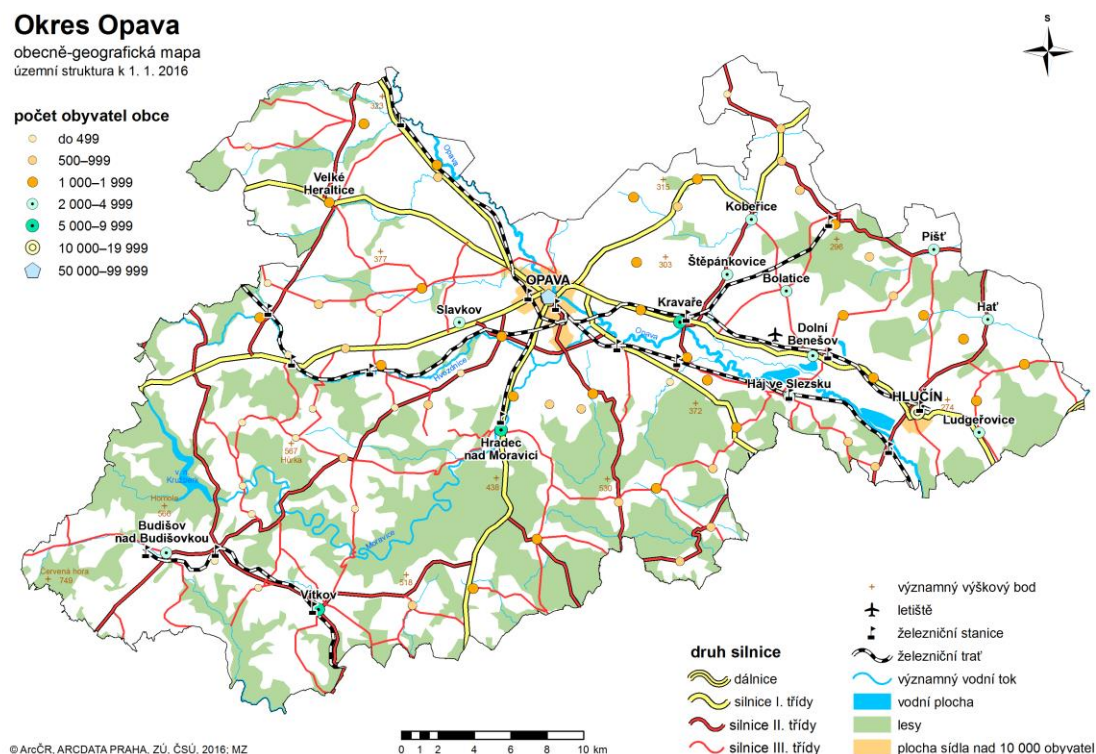 Okres Opava
obecně-geografická mapa
územní struktura k 1. 1. 2016
S
počet obyvatel obce
do 499
500–999
1 000–1 999
2 000–4 999
5 000–9 999
10 000–19 999
50 000–99 999
333
Opava
Velké
Heraltice
315
Kobeřice
296
Píšť
377
303
Štěpánkovice
Bolatice
OPAVA
Slavkov
Kravaře
Hať
Opava
Dolní
Benešov
Hvozdnice
Háj ve Slezsku
HLUČÍN
274
372
Ludgeřovice
Hradec
nad Moravicí
567
Hůrka
438
530
v. n.
Kružberk
Budišov
nad Budišovkou
Moravice
Červená hora
749
518
Vítkov
významný výškový bod
letiště
železniční stanice
železniční trať
významný vodní tok
vodní plocha
lesy
plocha sídla nad 10 000 obyvatel
druh silnice
dálnice
silnice I. třídy
silnice II. třídy
silnice III. třídy
0 1 2 4 6 8 10 km
© ArcČR, ARCDATA PRAHA, ZÚ, ČSÚ, 2016; MZ